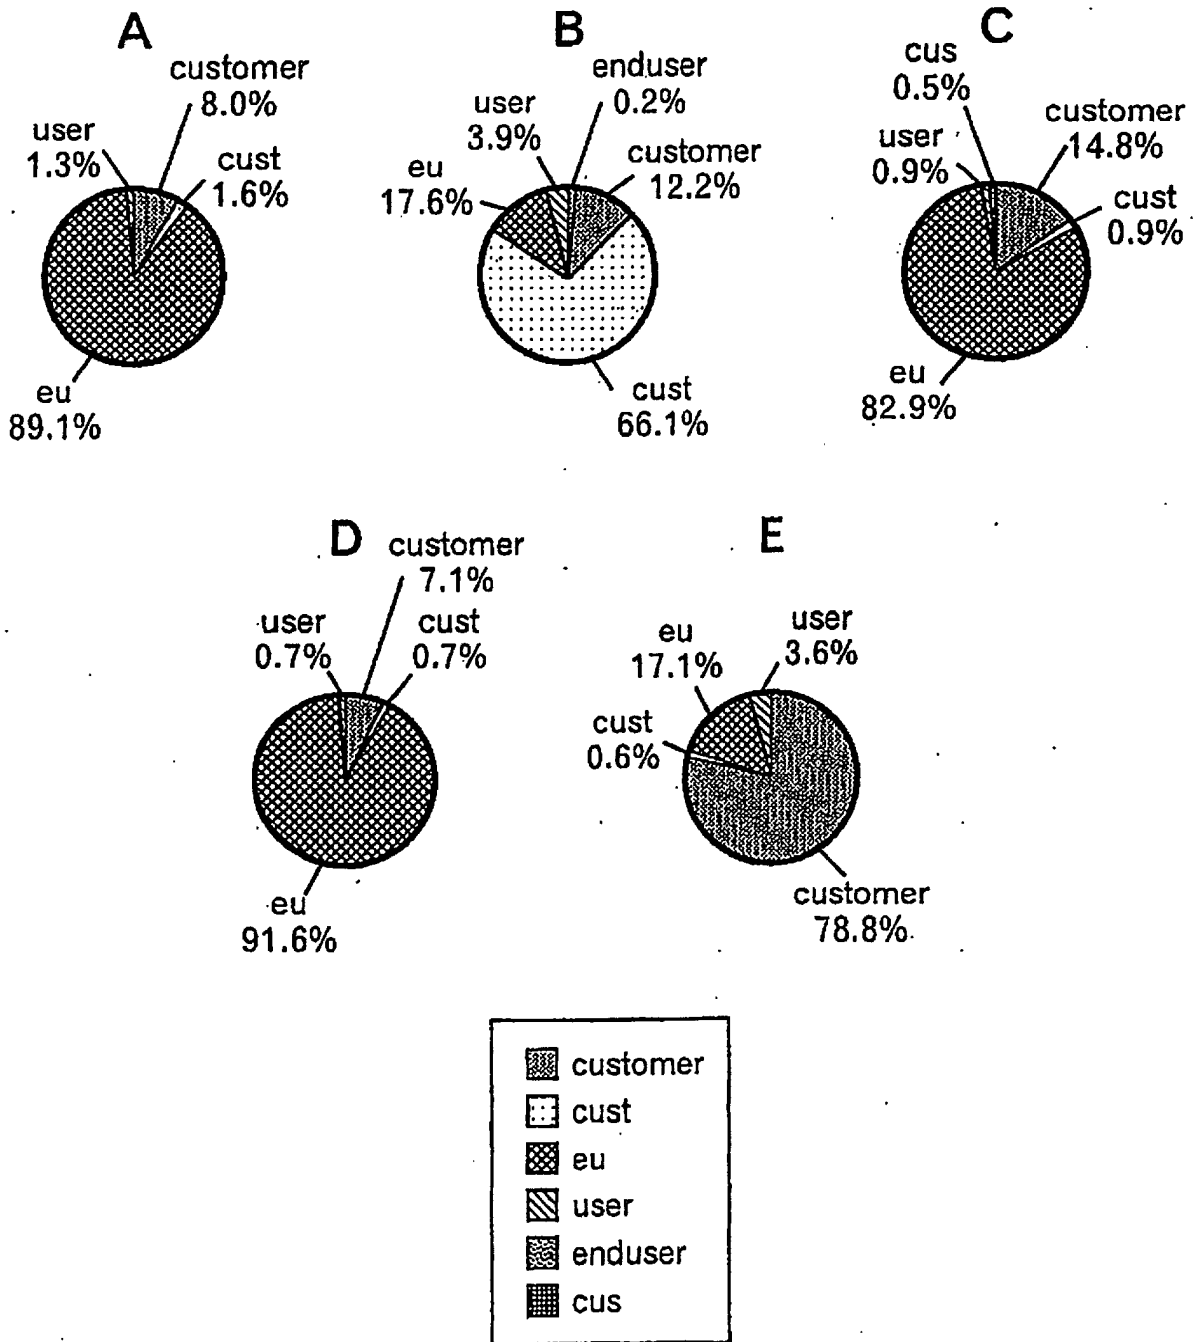 A
customer
8.0%
user
1.3%
cust
1.6%
eu
89.1%
B
enduser
0.2%
user
3.9%
customer
12.2%
eu
17.6%
cust
66.1%
C
cus
0.5%
customer
14.8%
user
0.9%
cust
0.9%
eu
82.9%
D
customer
7.1%
user
0.7%
cust
0.7%
eu
91.6%
E
user
3.6%
eu
17.1%
cust
0.6%
customer
78.8%
customer
cust
eu
user
enduser
cus